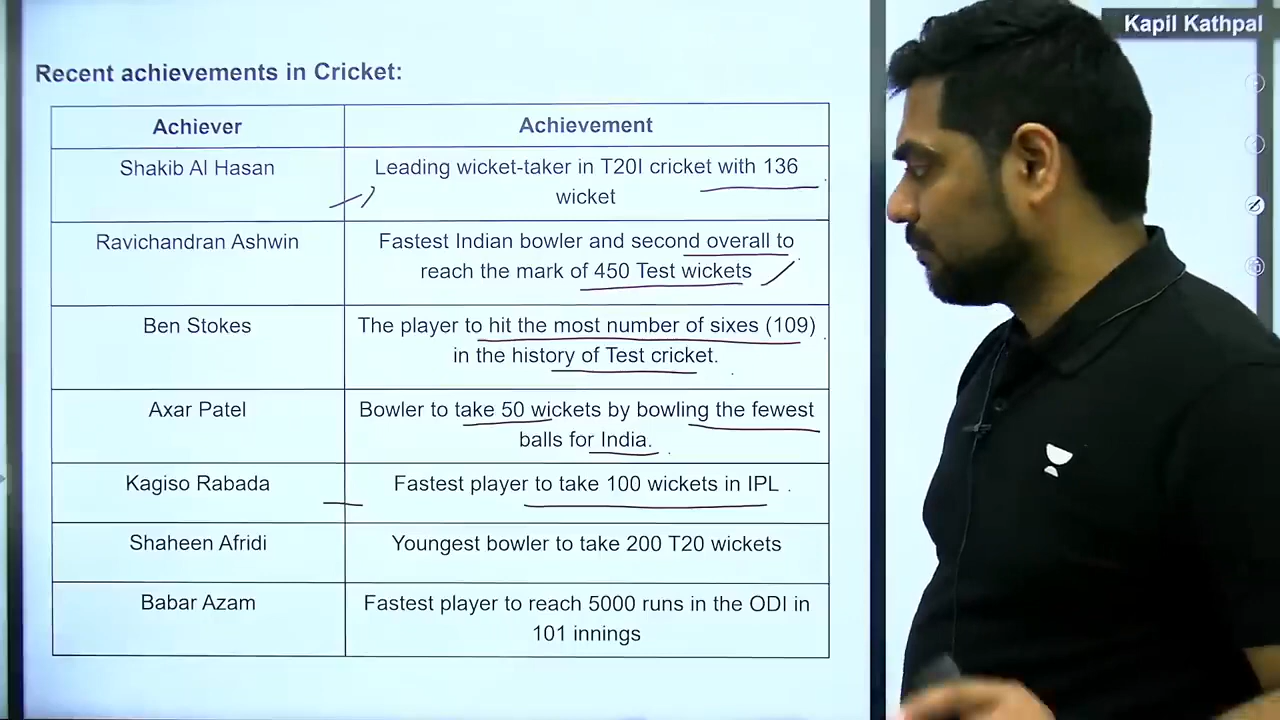 Kapil Kathpal
Recent achievements in Cricket:
Achiever
Achievement
Shakib Al Hasan
Leading wicket-taker in T20I cricket with 136
wicket
Ravichandran Ashwin
Fastest Indian bowler and second overall to
reach the mark of 450 Test wickets
Ben Stokes
The player to hit the most number of sixes (109)
in the history of Test cricket.
Axar Patel
Bowler to take 50 wickets by bowling the fewest
balls for India.
Kagiso Rabada
Fastest player to take 100 wickets in IPL
Shaheen Afridi
Youngest bowler to take 200 T20 wickets
Babar Azam
Fastest player to reach 5000 runs in the ODI in
101 innings